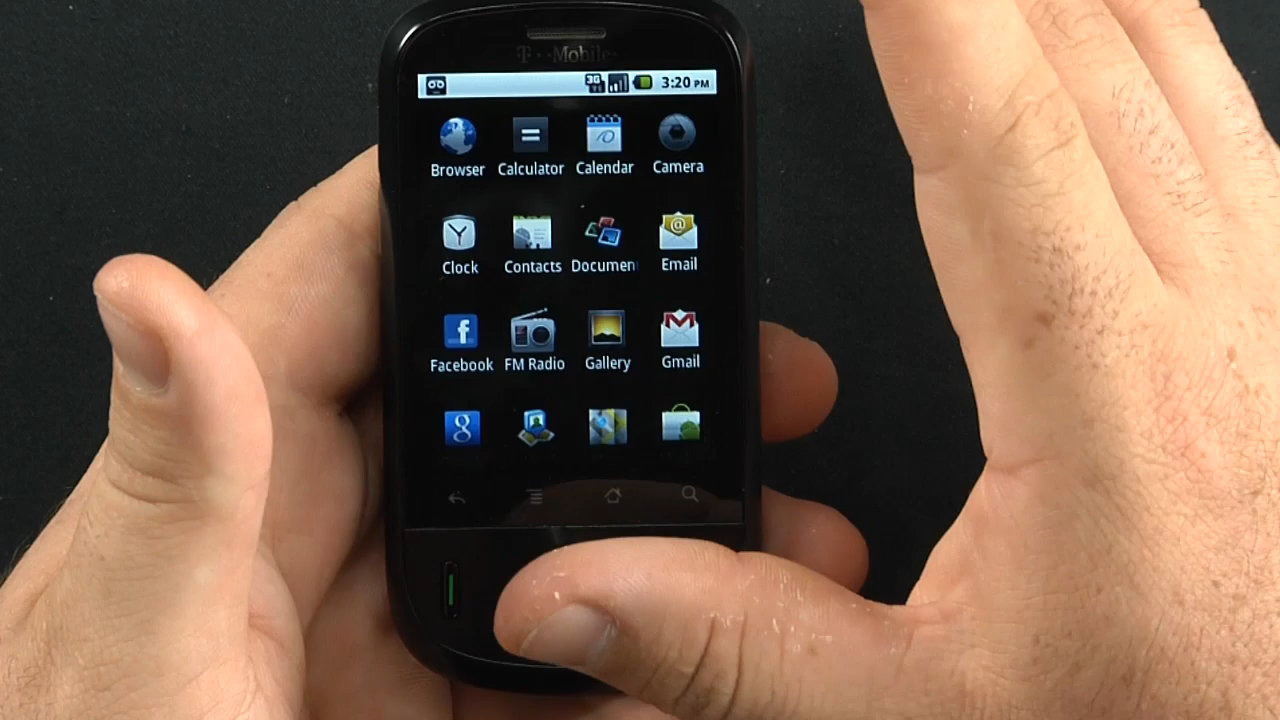 T··Mobile·
3G 3:20 PM
Browser Calculator Calendar Camera
Clock Contacts Documen Email
Facebook FM Radio Gallery Gmail